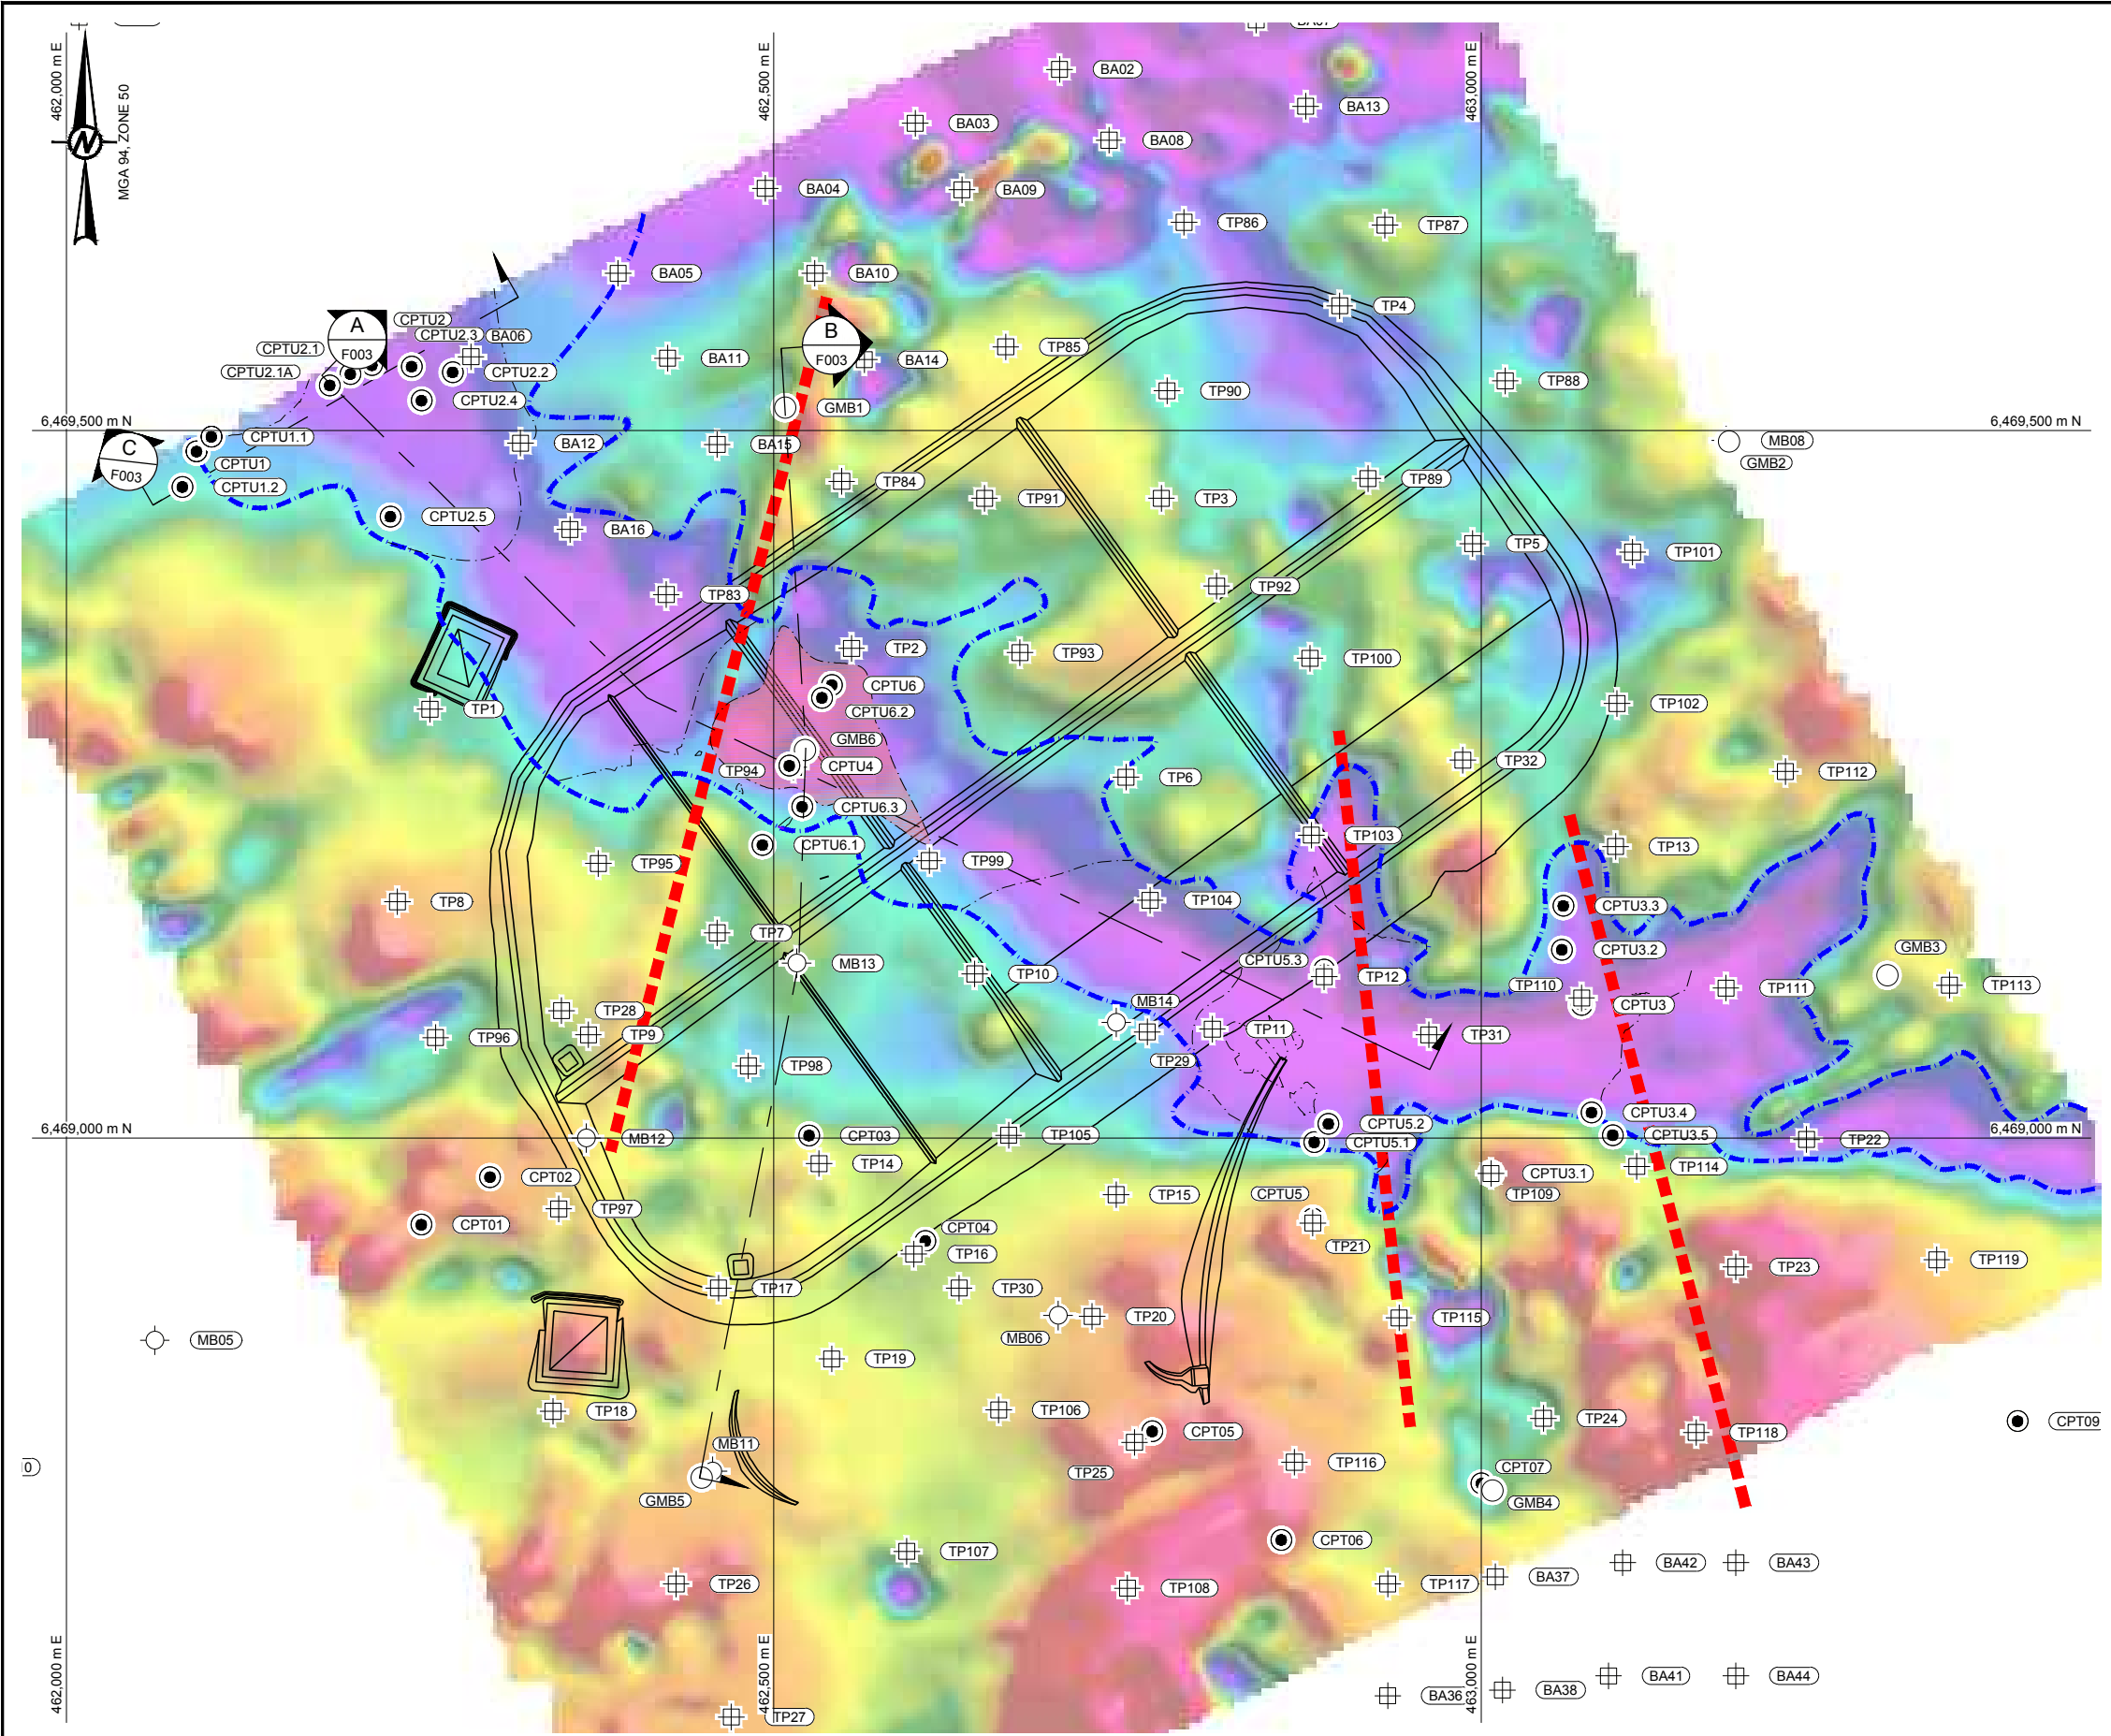 BA07
BA02
462,000 m E
462,500 m E
463,000 m E
MGA 94, ZONE 50
N
BA13
BA03
BA08
BA04
BA09
TP86
TP87
BA05
BA10
TP4
A
F003
CPTU2
CPTU2.3
BA06
CPTU2.1
B
F003
TP85
BA11
BA14
CPTU2.1A
CPTU2.2
TP88
TP90
CPTU2.4
GMB1
6,469,500 m N
6,469,500 m N
CPTU1.1
BA12
BA15
MB08
C
F003
CPTU1
GMB2
CPTU1.2
TP84
TP89
TP91
TP3
CPTU2.5
BA16
TP5
TP101
TP83
TP92
TP2
TP93
TP100
CPTU6
TP1
CPTU6.2
TP102
GMB6
TP94
CPTU4
TP32
TP6
TP112
CPTU6.3
TP103
CPTU6.1
TP13
TP95
TP99
TP8
TP104
CPTU3.3
TP7
CPTU3.2
GMB3
MB13
TP10
CPTU5.3
TP12
TP110
TP111
TP113
MB14
CPTU3
TP28
TP9
TP96
TP11
TP31
TP29
TP98
CPTU3.4
CPTU5.2
6,469,000 m N
6,469,000 m N
MB12
CPT03
TP105
CPTU5.1
CPTU3.5
TP22
TP14
TP114
CPT02
CPTU3.1
TP15
CPTU5
TP109
TP97
CPT01
CPT04
TP21
TP16
TP119
TP23
TP17
TP30
TP20
TP115
MB05
MB06
TP19
TP18
TP106
TP24
CPT09
CPT05
TP118
MB11
TP116
TP25
CPT07
GMB5
GMB4
CPT06
TP107
BA42
BA43
TP26
TP108
TP117
BA37
462,000 m E
462,500 m E
463,000 m E
BA41
BA44
BA36
BA38
TP27